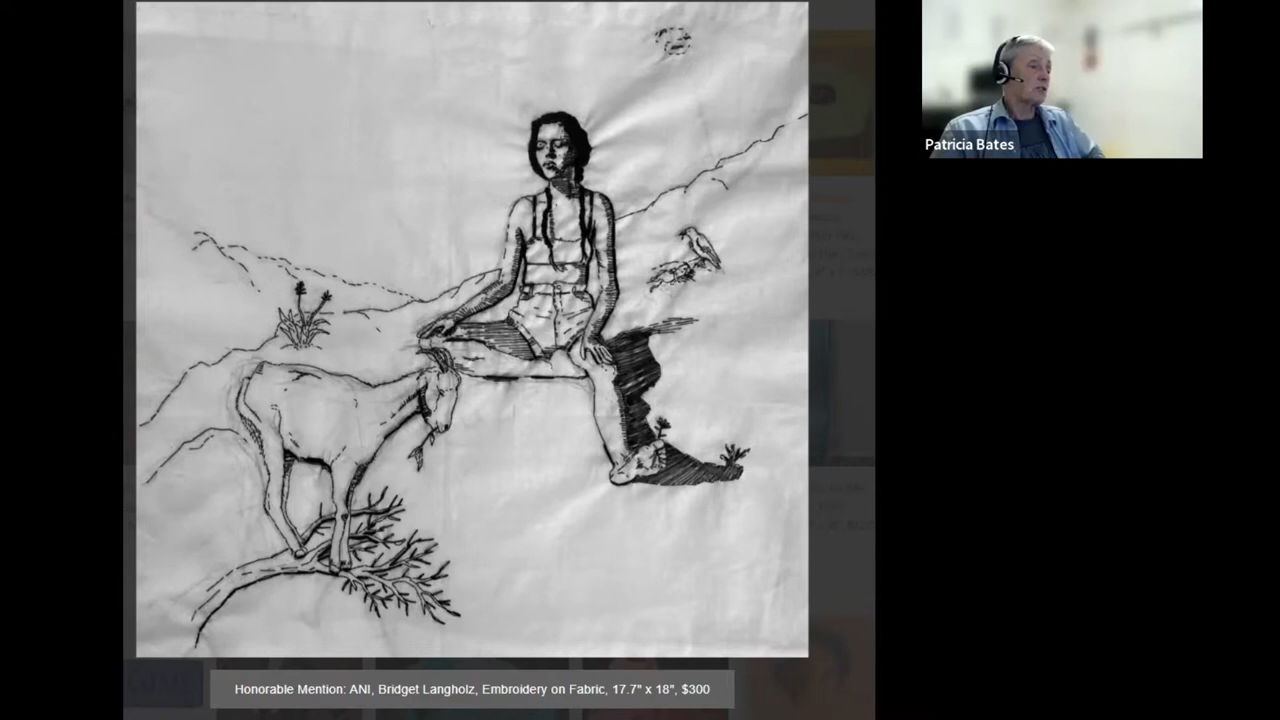 Patricia Bates
Honorable Mention: ANI, Bridget Langholz, Embroidery on Fabric, 17.7" x 18", $300